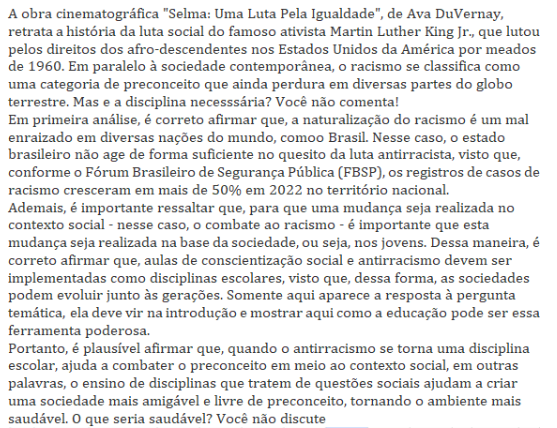 A obra cinematográfica "Selma: Uma Luta Pela Igualdade", de Ava DuVernay,
retrata a história da luta social do famoso ativista Martin Luther King Jr., que lutou
pelos direitos dos afro-descendentes nos Estados Unidos da América por meados
de 1960. Em paralelo à sociedade contemporânea, o racismo se classifica como
uma categoria de preconceito que ainda perdura em diversas partes do globo
terrestre. Mas e a disciplina necesssária? Você não comenta!
Em primeira análise, é correto afirmar que, a naturalização do racismo é um mal
enraizado em diversas nações do mundo, comoo Brasil. Nesse caso, o estado
brasileiro não age de forma suficiente no quesito da luta antirracista, visto que,
conforme o Fórum Brasileiro de Segurança Pública (FBSP), os registros de casos de
racismo cresceram em mais de 50% em 2022 no território nacional.
Ademais, é importante ressaltar que, para que uma mudança seja realizada no
contexto social - nesse caso, o combate ao racismo - é importante que esta
mudança seja realizada na base da sociedade, ou seja, nos jovens. Dessa maneira, é
correto afirmar que, aulas de conscientização social e antirracismo devem ser
implementadas como disciplinas escolares, visto que, dessa forma, as sociedades
podem evoluir junto às gerações. Somente aqui aparece a resposta à pergunta
temática, ela deve vir na introdução e mostrar aqui como a educação pode ser essa
ferramenta poderosa.
Portanto, é plausível afirmar que, quando o antirracismo se torna uma disciplina
escolar, ajuda a combater o preconceito em meio ao contexto social, em outras
palavras, o ensino de disciplinas que tratem de questões sociais ajudam a criar
uma sociedade mais amigável e livre de preconceito, tornando o ambiente mais
saudável. O que seria saudável? Você não discute